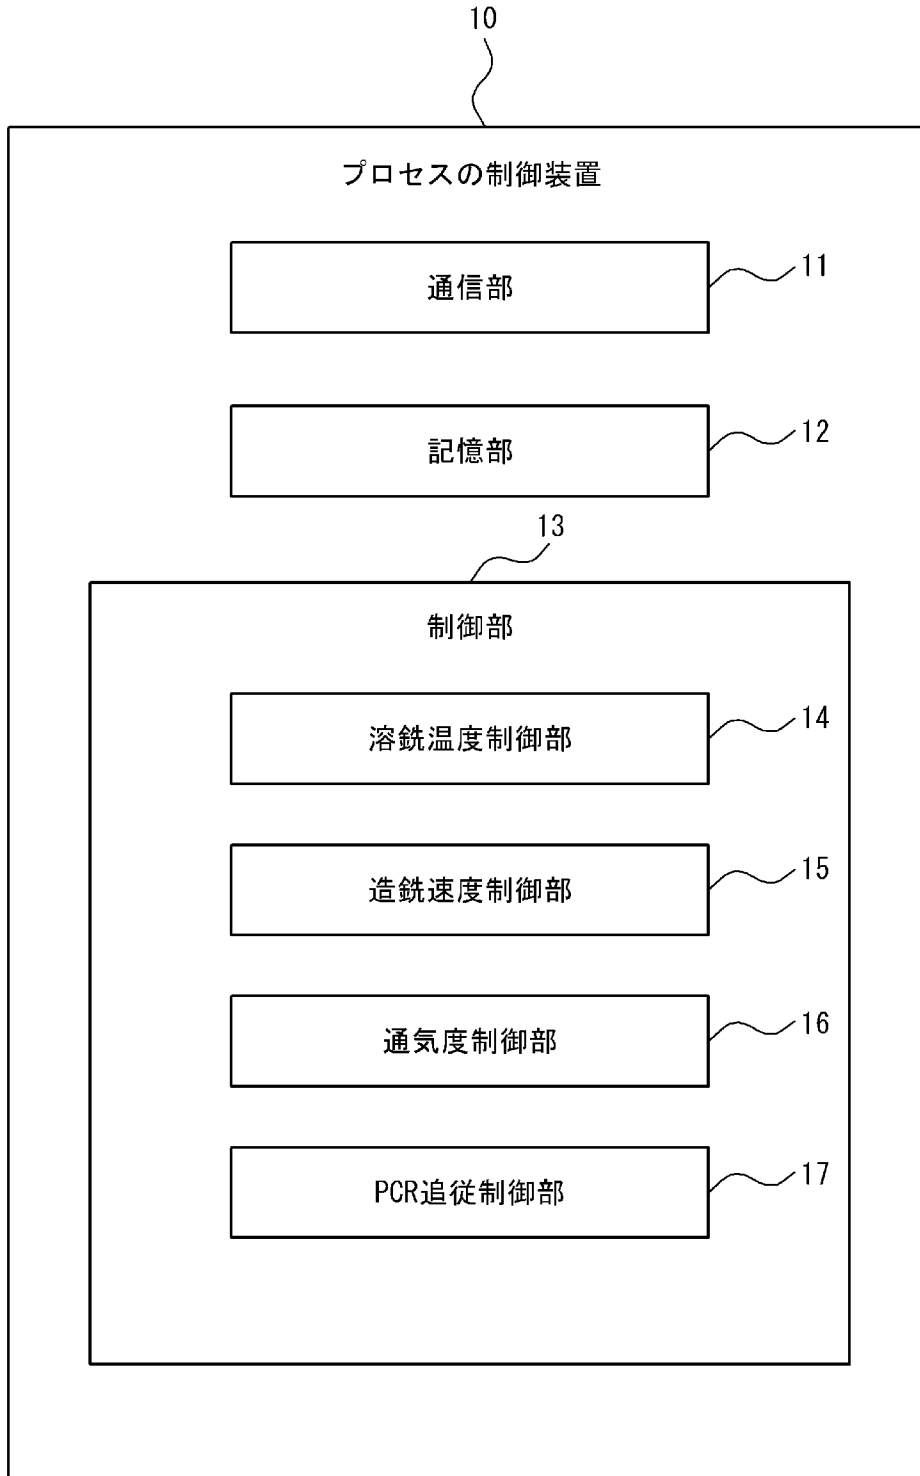 10
プロセスの制御装置
通信部
11
記憶部
12
13
制御部
溶銑温度制御部
14
造銑速度制御部
15
通気度制御部
16
PCR追従制御部
17